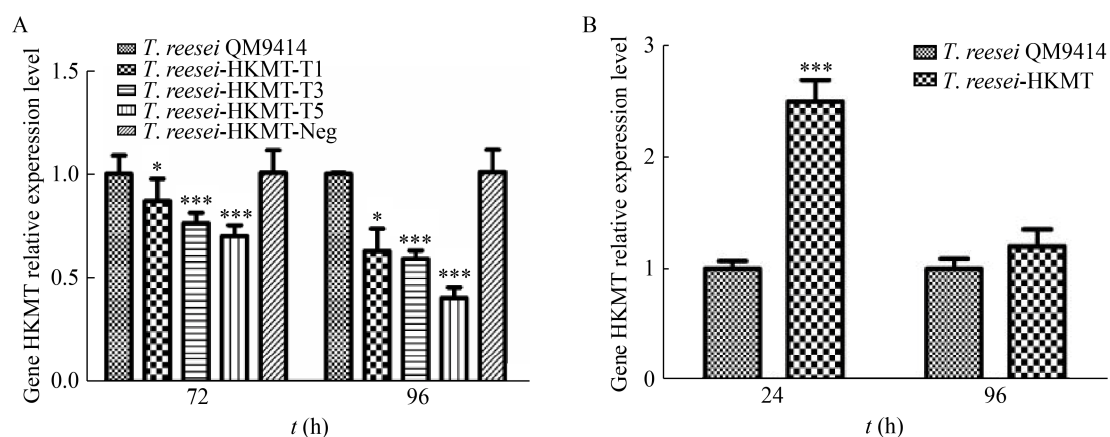 A
T. reesei QM9414
T. reesei-HKMT-T1
T. reesei-HKMT-T3
T. reesei-HKMT-T5
T. reesei-HKMT-Neg
Gene HKMT relative experession level
1.5
1.0
0.5
0.0
*
***
***
*
***
***
72
96
t (h)
B
T. reesei QM9414
T. reesei-HKMT
Gene HKMT relative experession level
3
2
1
0
***
24
96
t (h)